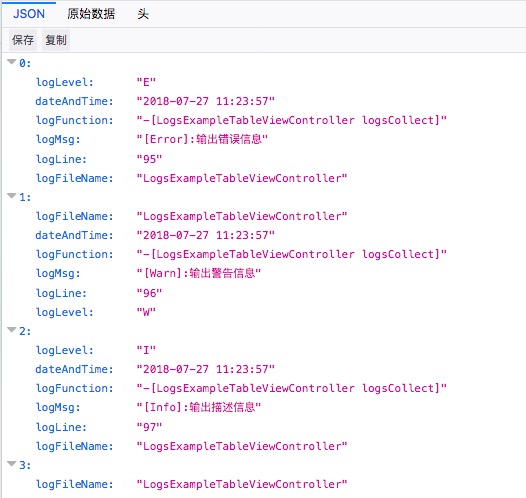 JSON 原始数据 头
保存 复制
0:
logLevel: "E"
dateAndTime: "2018-07-27 11:23:57"
logFunction: "-[LogsExampleTableViewController logsCollect]"
logMsg: "[Error]:输出错误信息"
logLine: "95"
logFileName: "LogsExampleTableViewController"
1:
logFileName: "LogsExampleTableViewController"
dateAndTime: "2018-07-27 11:23:57"
logFunction: "-[LogsExampleTableViewController logsCollect]"
logMsg: "[Warn]:输出警告信息"
logLine: "96"
logLevel: "W"
2:
logLevel: "I"
dateAndTime: "2018-07-27 11:23:57"
logFunction: "-[LogsExampleTableViewController logsCollect]"
logMsg: "[Info]:输出描述信息"
logLine: "97"
logFileName: "LogsExampleTableViewController"
3:
logFileName: "LogsExampleTableViewController"